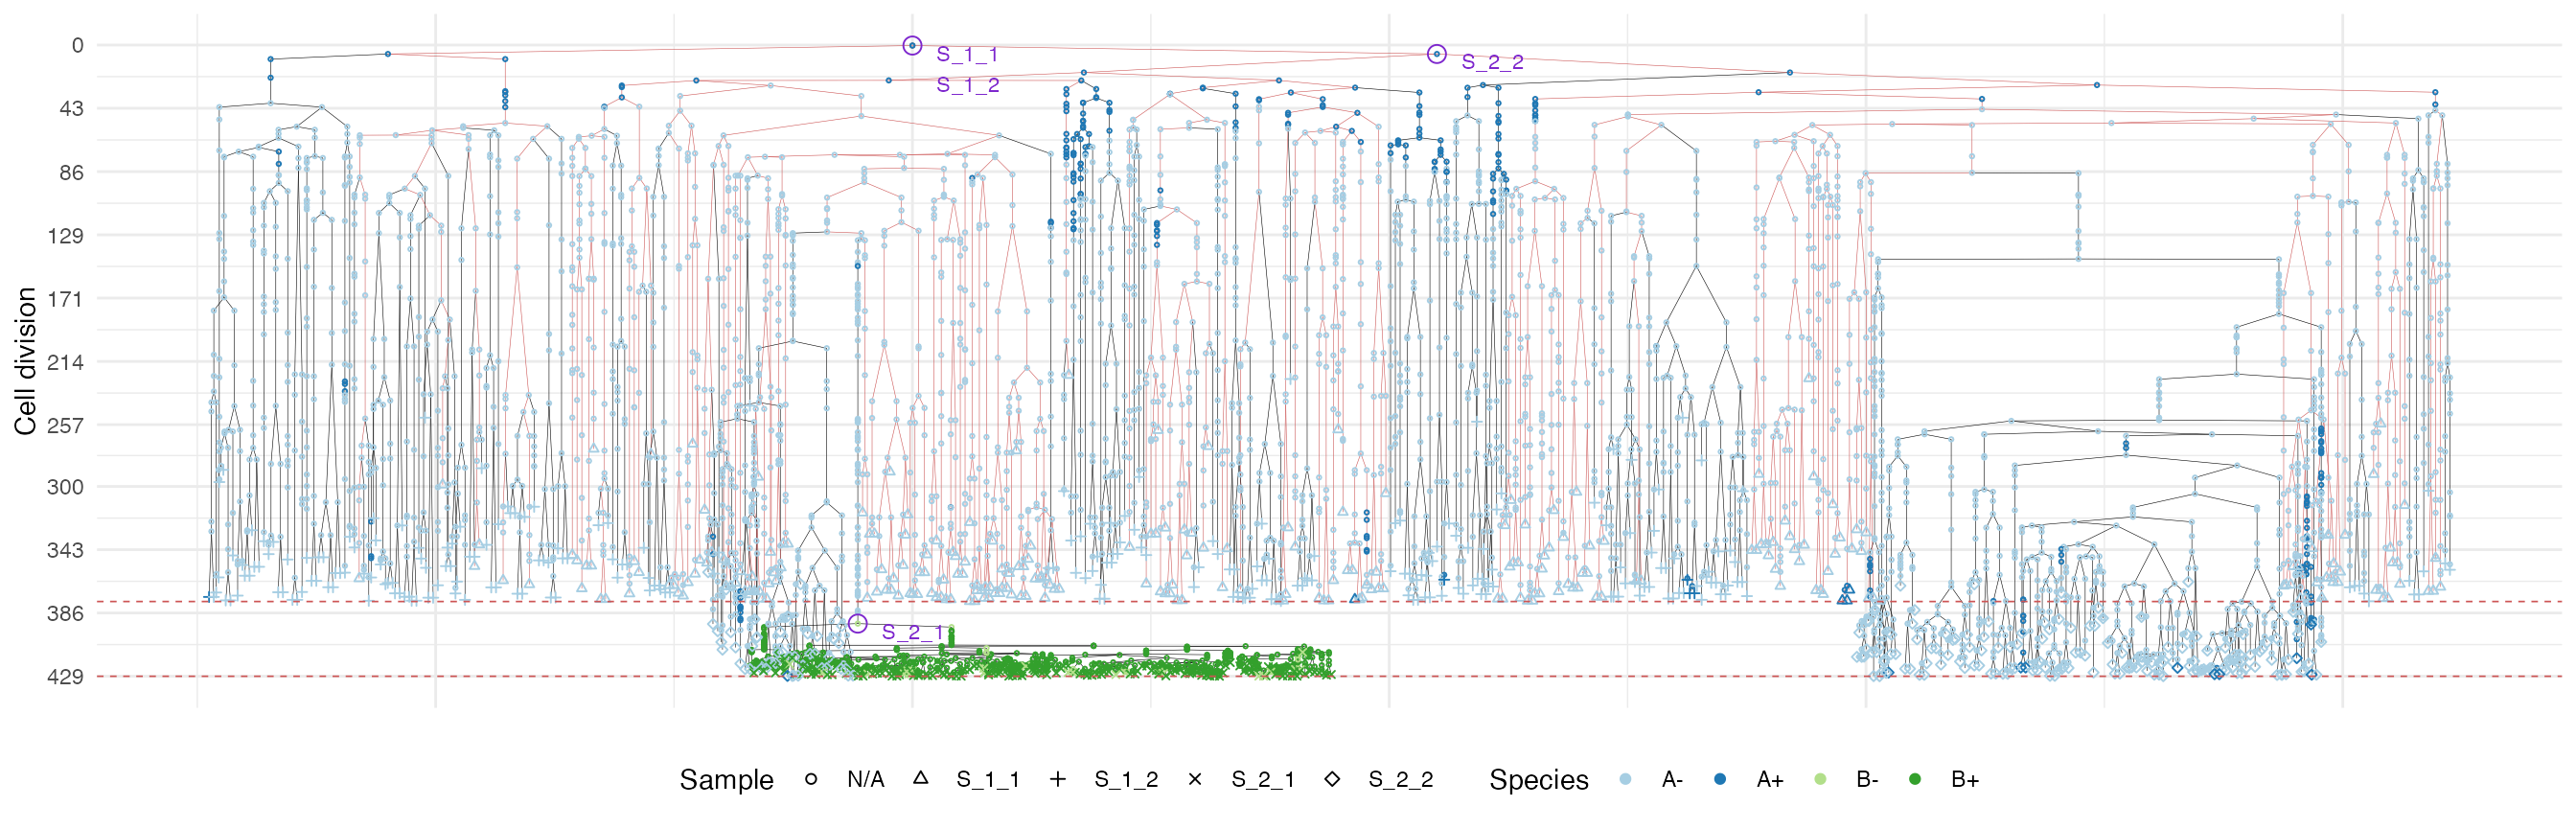 Cell division
0
43
86
129
171
214
257
300
343
386
429
S_1_1
S_1_2
S_2_2
S_2_1
Sample N/A S_1_1 S_1_2 S_2_1 S_2_2 Species A- A+ B- B+